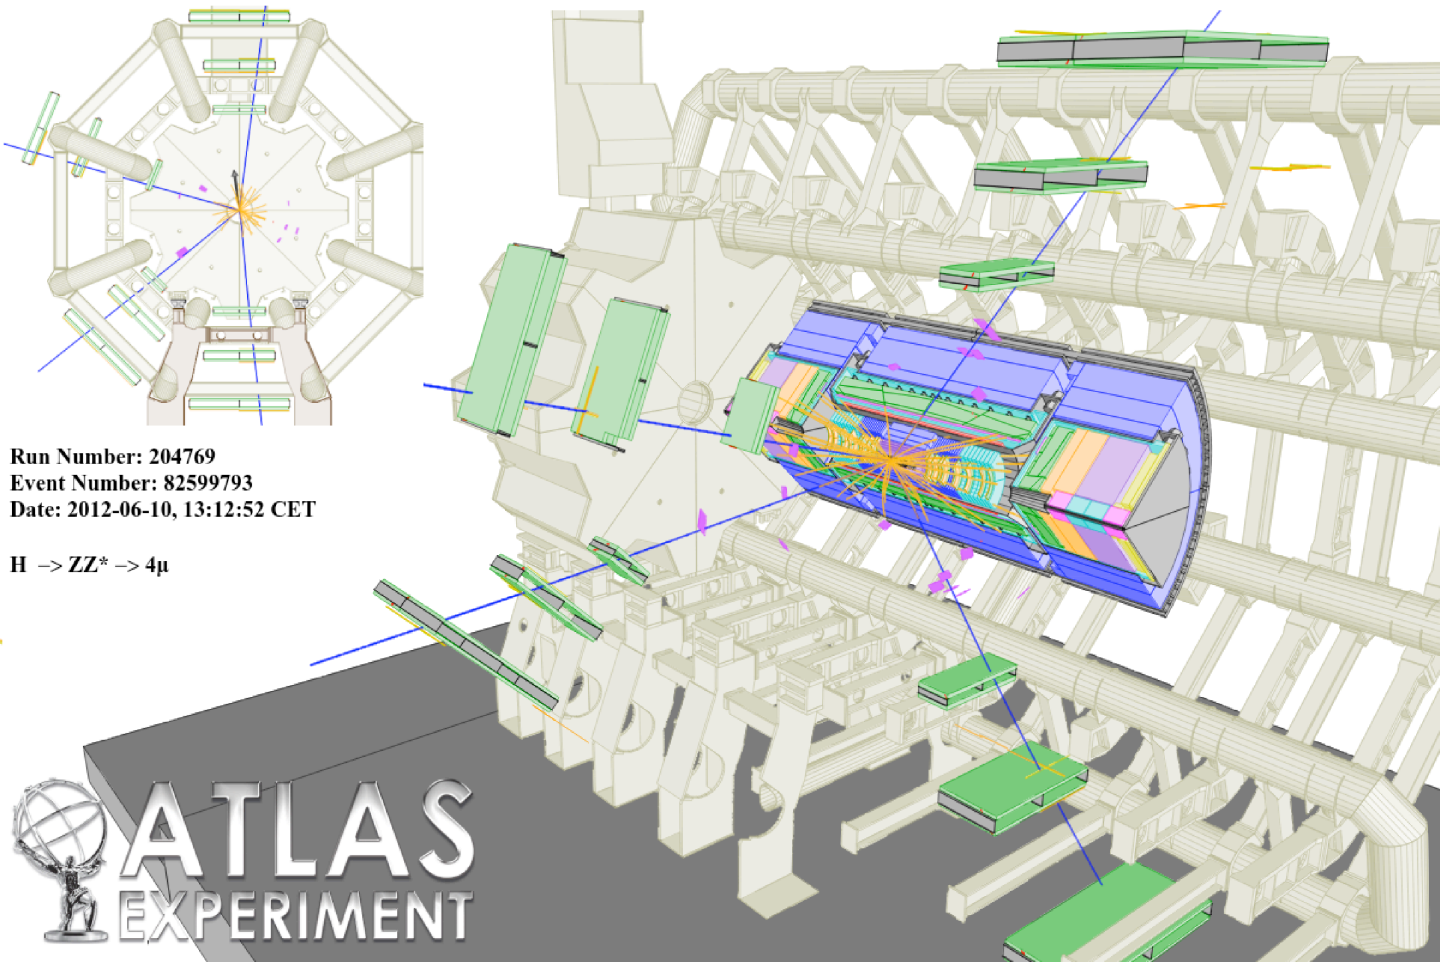 Run Number: 204769
Event Number: 82599793
Date: 2012-06-10, 13:12:52 CET
H –> ZZ* –> 4μ
ATLAS
EXPERIMENT